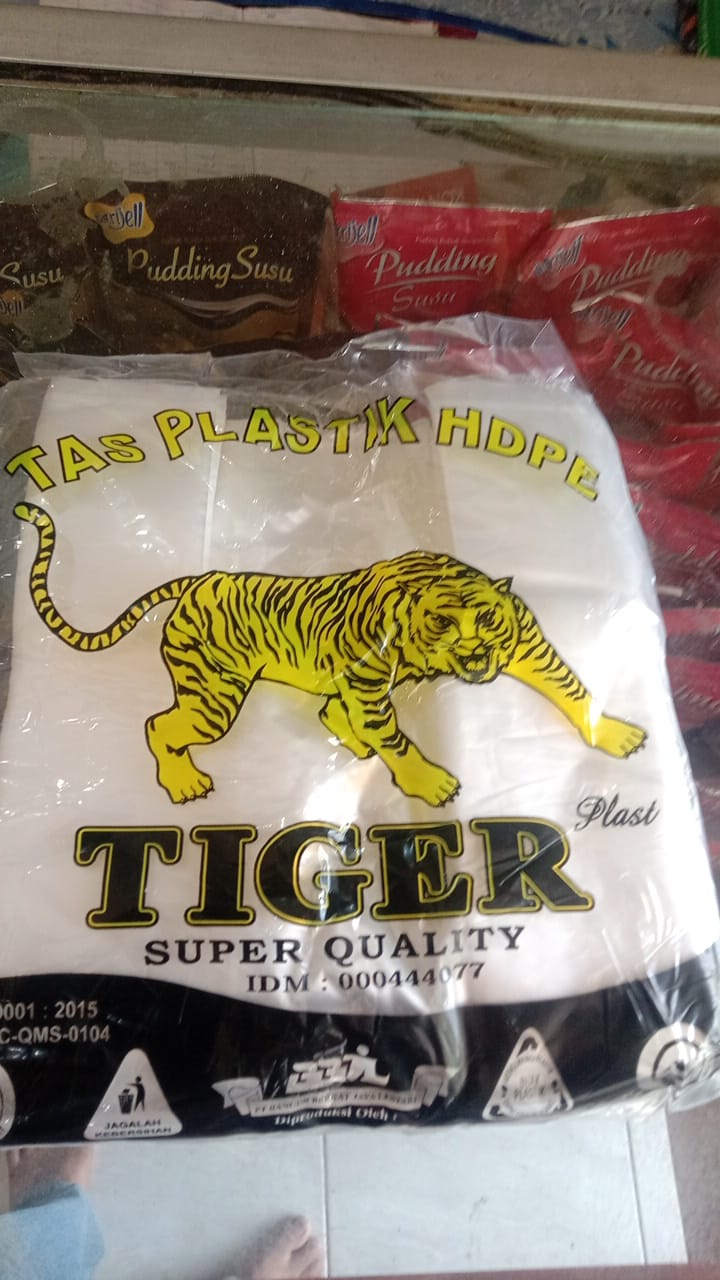 Susu
Pudding Susu
Pudding
Susu
Pudding
Pudding
TAS PLASTIK HDPE
Plast
TIGER
SUPER QUALITY
IDM : 000444077
001 : 2015
C-QMS-0104
JAGALAH
KEBERSIHAN
Diproduksi Oleh :